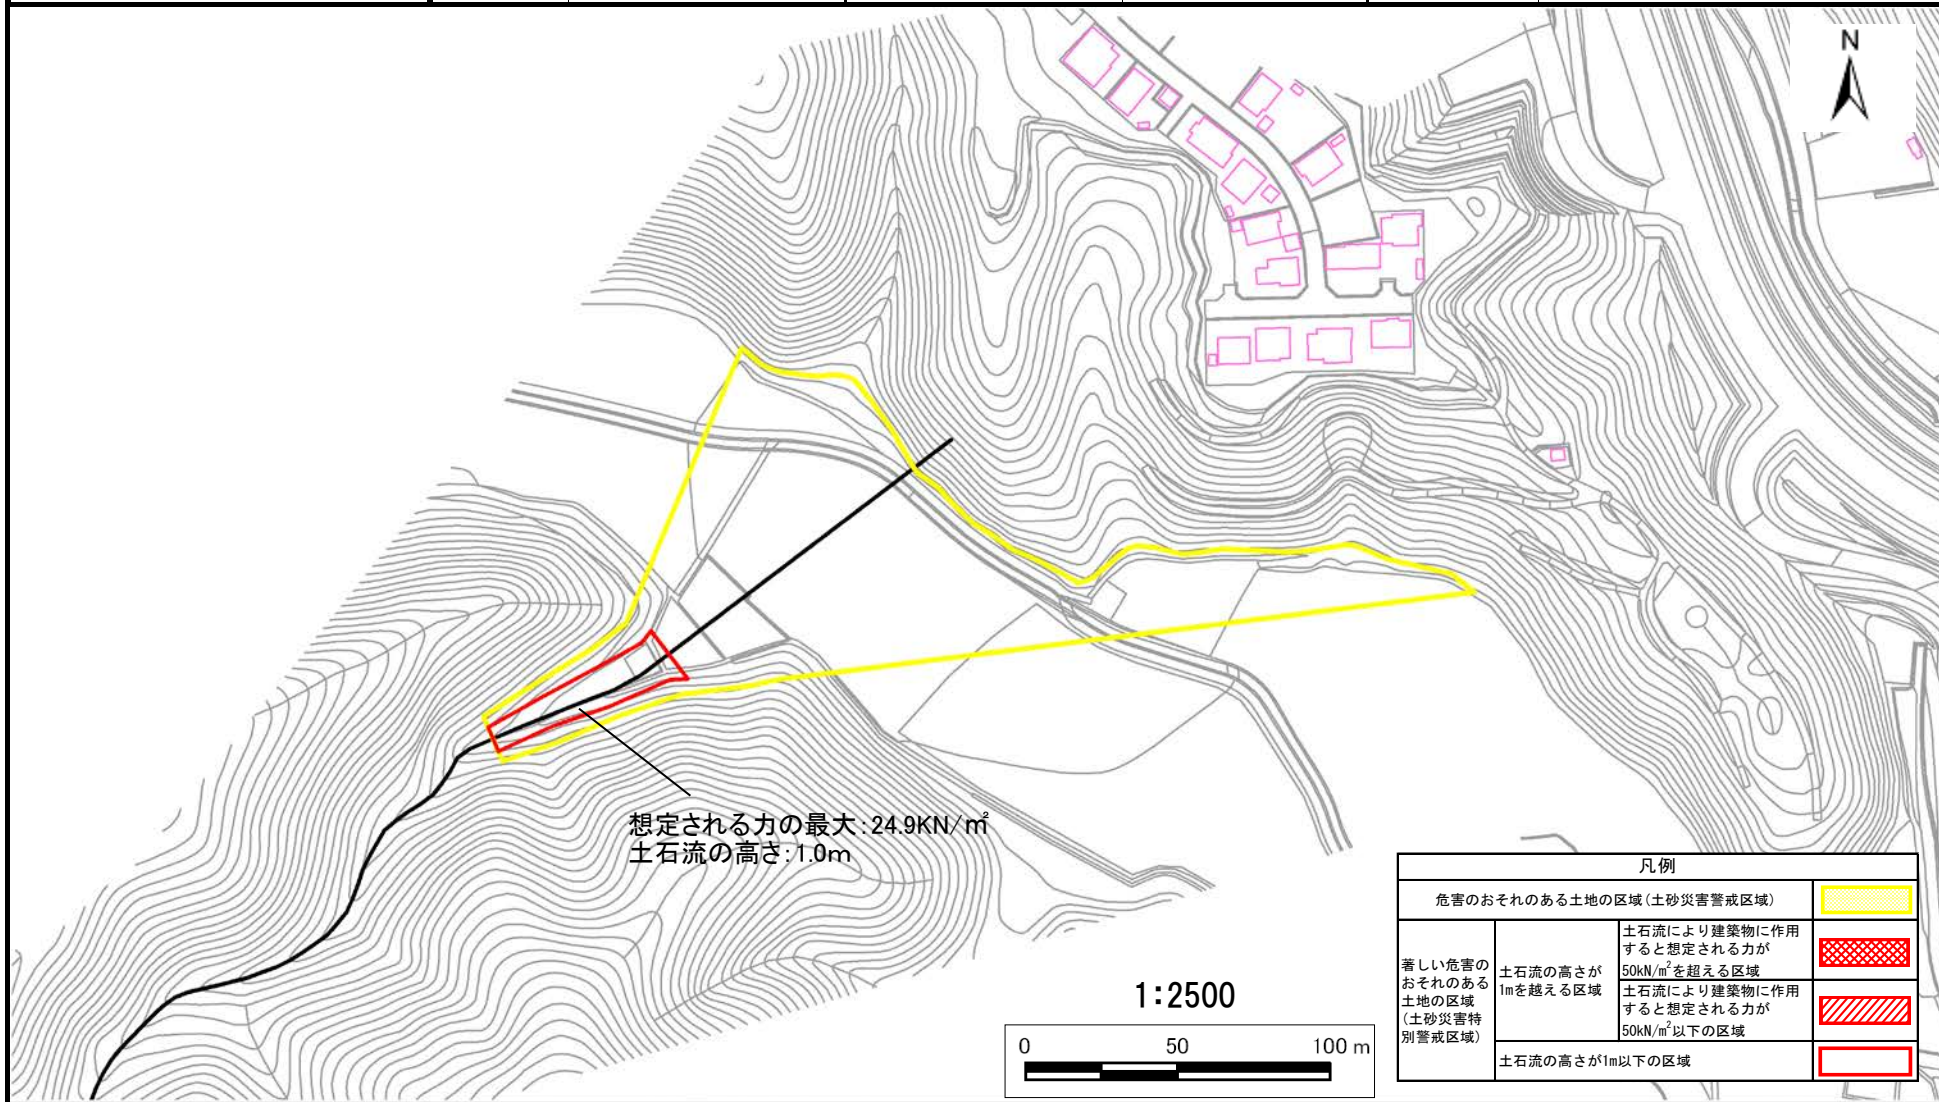 N
想定される力の最大:24.9KN/㎡
土石流の高さ:1.0m
1:2500
0 50 100 m
凡例
危害のおそれのある土地の区域(土砂災害警戒区域)
著しい危害の
おそれのある
土地の区域
(土砂災害特
別警戒区域)
土石流の高さが
1mを越える区域
土石流により建築物に作用
すると想定される力が
50kN/m²を超える区域
土石流により建築物に作用
すると想定される力が
50kN/m²以下の区域
土石流の高さが1m以下の区域